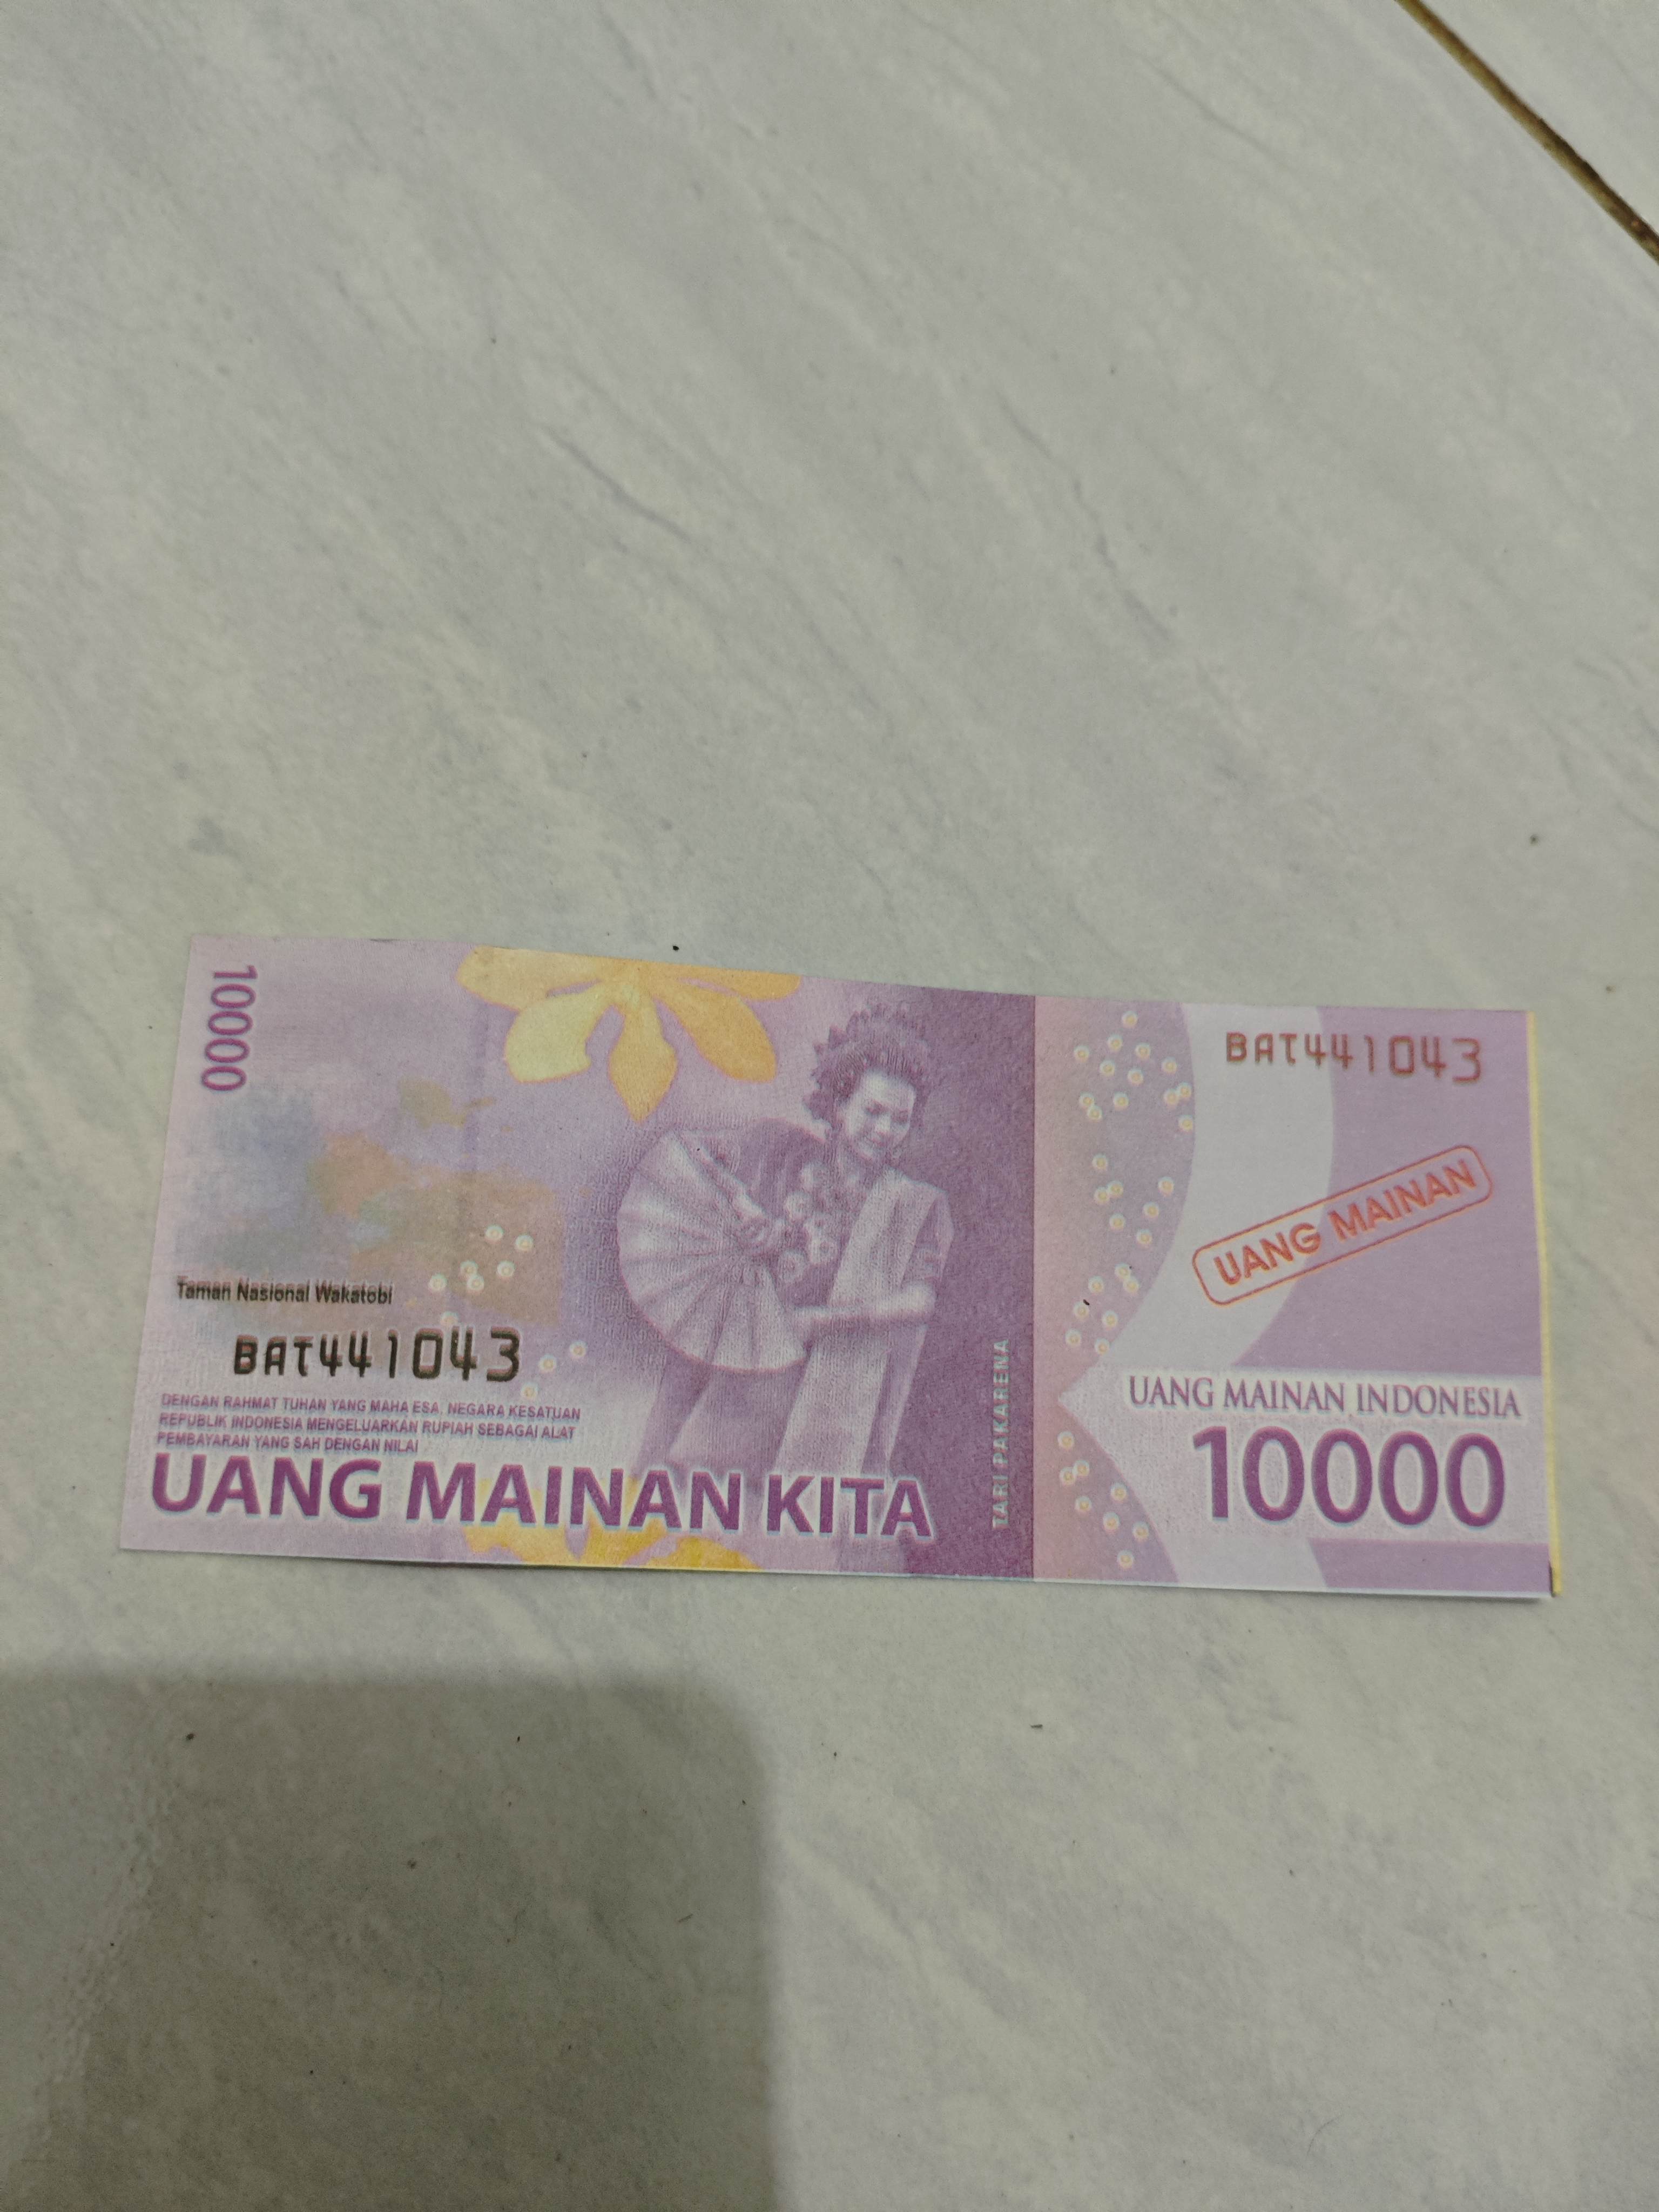 10000
BAT441043
UANG MAINAN
Taman Nasional Wakatobi
BAT441043
DENGAN RAHMAT TUHAN YANG MAHA ESA, NEGARA KESATUAN
REPUBLIK INDONESIA MENGELUARKAN RUPIAH SEBAGAI ALAT
PEMBAYARAN YANG SAH DENGAN NILAI
UANG MAINAN KITA
TARI PAKARENA
UANG MAINAN INDONESIA
10000